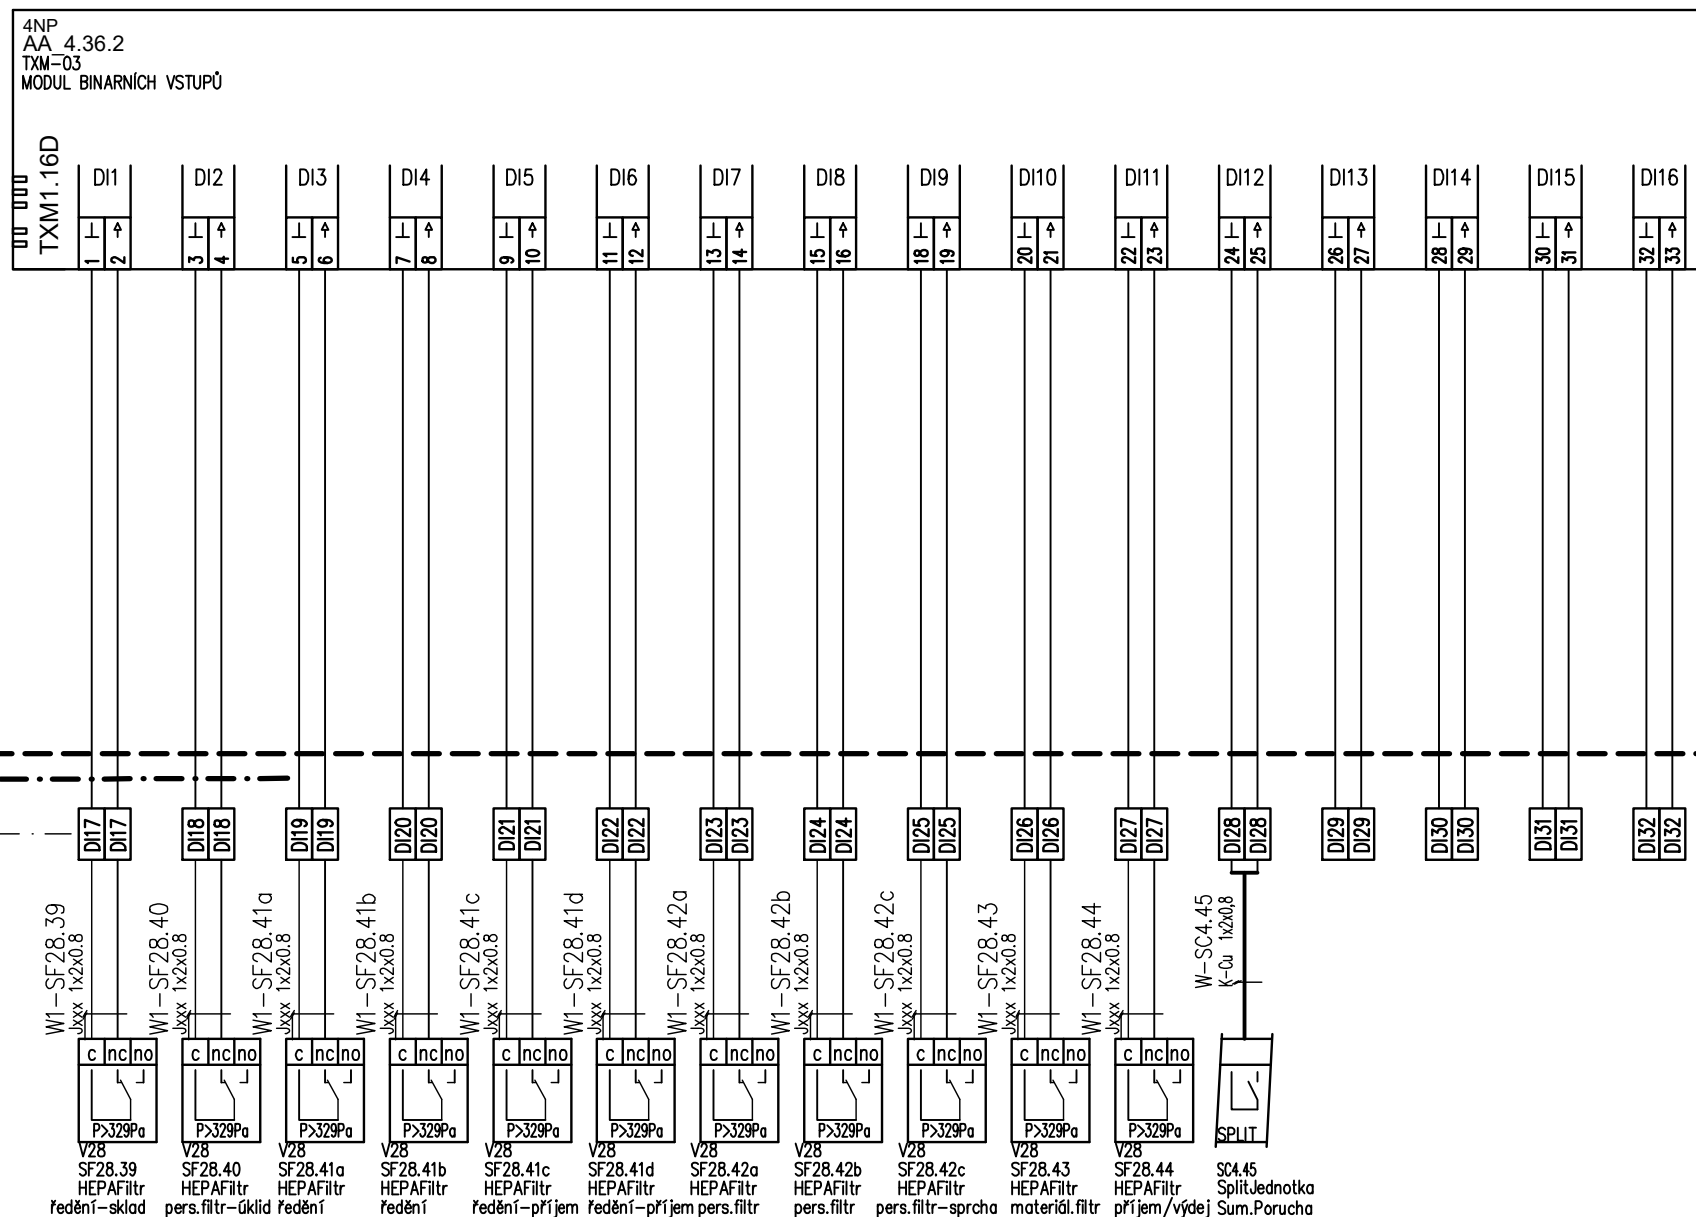 4NP
AA_4.36.2
TXM-03
MODUL BINARNÍCH VSTUPŮ
TXM1.16D
DI1 DI2 DI3 DI4 DI5 DI6 DI7 DI8 DI9 DI10 DI11 DI12 DI13 DI14 DI15 DI16
1 2 3 4 5 6 7 8 9 10 11 12 13 14 15 16 18 19 20 21 22 23 24 25 26 27 28 29 30 31 32 33
DI17 DI17 DI18 DI18 DI19 DI19 DI20 DI20 DI21 DI21 DI22 DI22 DI23 DI23 DI24 DI24 DI25 DI25 DI26 DI26 DI27 DI27 DI28 DI28 DI29 DI29 DI30 DI30 DI31 DI31 DI32 DI32
W1-SF28.39
Jxxx 1x2x0.8
W1-SF28.40
Jxxx 1x2x0.8
W1-SF28.41a
Jxxx 1x2x0.8
W1-SF28.41b
Jxxx 1x2x0.8
W1-SF28.41c
Jxxx 1x2x0.8
W1-SF28.41d
Jxxx 1x2x0.8
W1-SF28.42a
Jxxx 1x2x0.8
W1-SF28.42b
Jxxx 1x2x0.8
W1-SF28.42c
Jxxx 1x2x0.8
W1-SF28.43
Jxxx 1x2x0.8
W1-SF28.44
Jxxx 1x2x0.8
W-SC4.45
K-Cu 1x2x0,8
c nc no c nc no c nc no c nc no c nc no c nc no c nc no c nc no c nc no c nc no c nc no
P>329Pa P>329Pa P>329Pa P>329Pa P>329Pa P>329Pa P>329Pa P>329Pa P>329Pa P>329Pa P>329Pa SPLIT
V28 V28 V28 V28 V28 V28 V28 V28 V28 V28 V28
SF28.39 SF28.40 SF28.41a SF28.41b SF28.41c SF28.41d SF28.42a SF28.42b SF28.42c SF28.43 SF28.44 SC4.45
HEPAFiltr HEPAFiltr HEPAFiltr HEPAFiltr HEPAFiltr HEPAFiltr HEPAFiltr HEPAFiltr HEPAFiltr HEPAFiltr HEPAFiltr SplitJednotka
ředění-sklad pers.filtr-úklid ředění ředění ředění-příjem ředění-příjem pers.filtr pers.filtr pers.filtr-sprcha materiál.filtr příjem/výdej Sum.Porucha